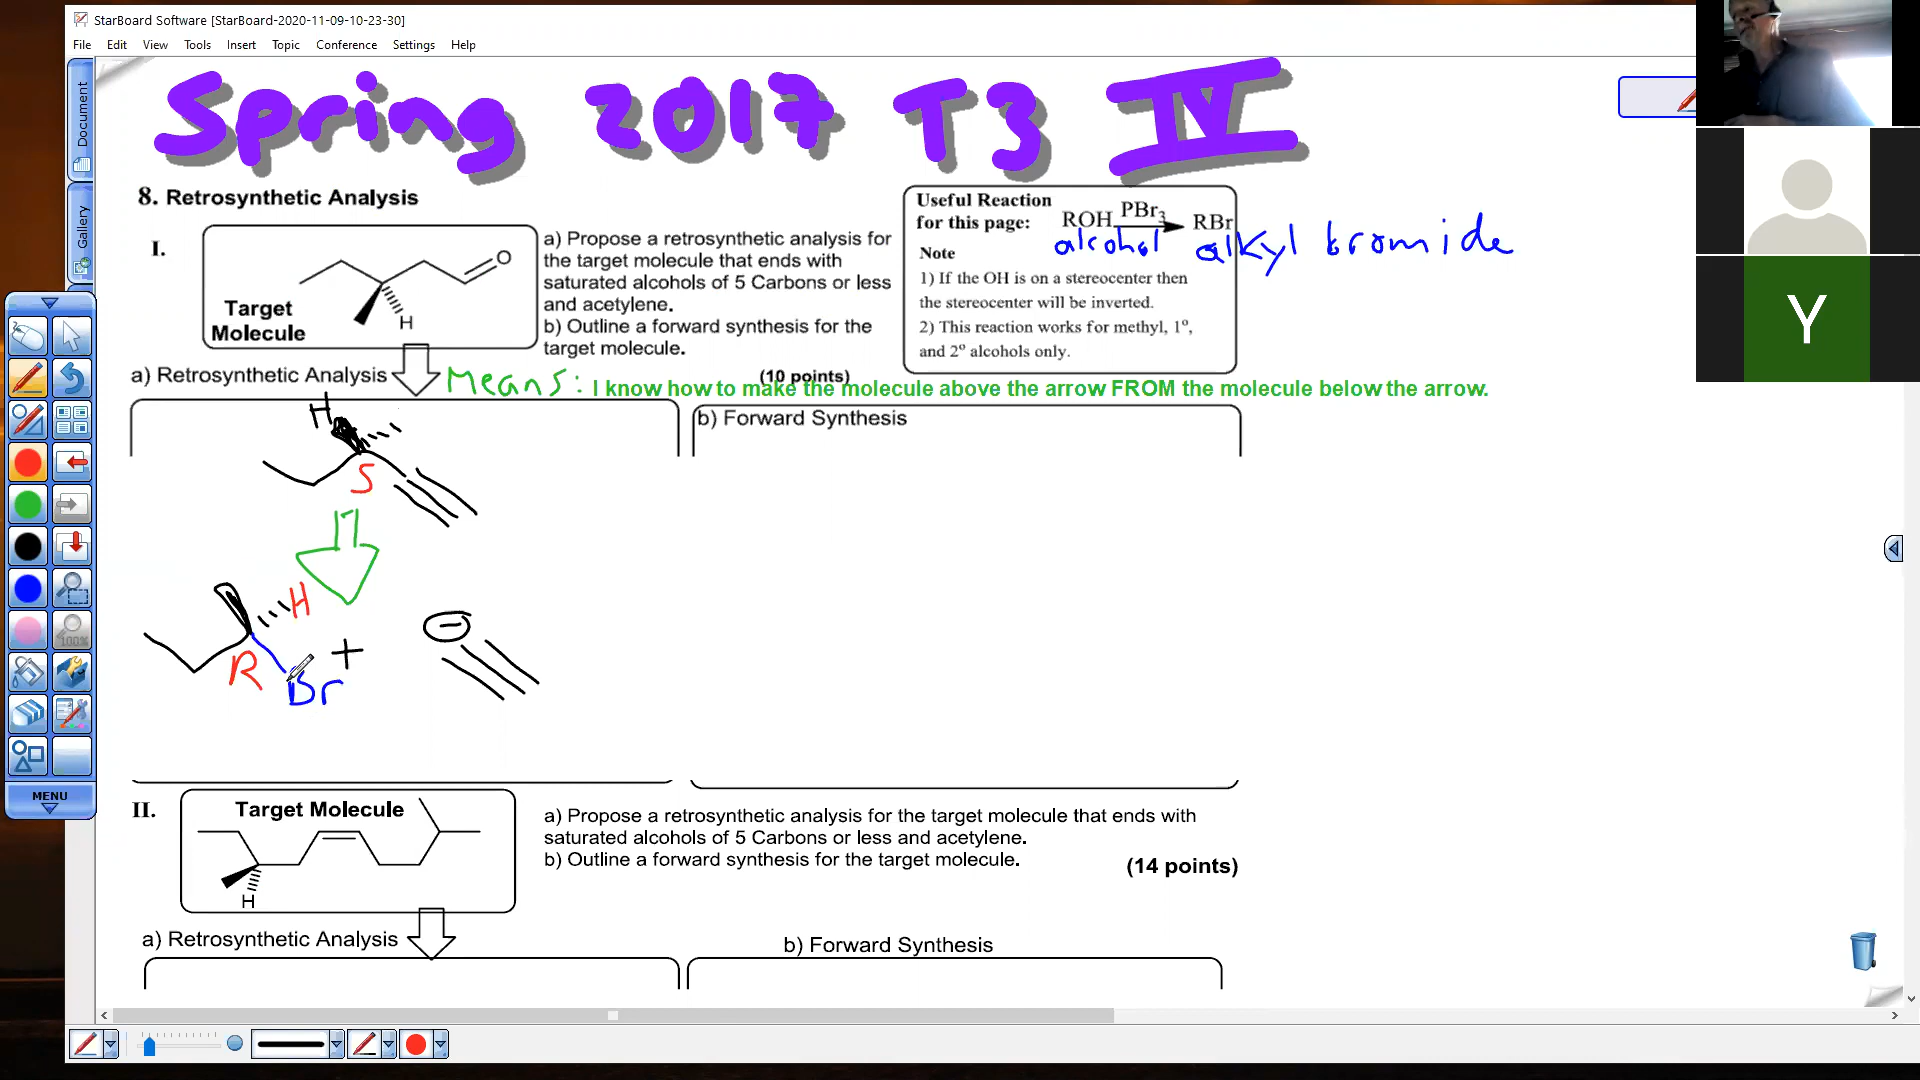 StarBoard Software [StarBoard-2020-11-09-10-23-30]
File Edit View Tools Insert Topic Conference Settings Help
Document
Gallery
100%
MENU
Spring 2017 T3 IV
8. Retrosynthetic Analysis
I.
Target
Molecule
O
H
a) Propose a retrosynthetic analysis for
the target molecule that ends with
saturated alcohols of 5 Carbons or less
and acetylene.
b) Outline a forward synthesis for the
target molecule.
(10 points)
Useful Reaction
for this page:
ROH PBr3 RBr
alcohol alkyl bromide
Note
1) If the OH is on a stereocenter then
the stereocenter will be inverted.
2) This reaction works for methyl, 1º,
and 2º alcohols only.
a) Retrosynthetic Analysis
Means: I know how to make the molecule above the arrow FROM the molecule below the arrow.
b) Forward Synthesis
H
S
H
R
Br
+
−
Y
II.
Target Molecule
H
a) Propose a retrosynthetic analysis for the target molecule that ends with
saturated alcohols of 5 Carbons or less and acetylene.
b) Outline a forward synthesis for the target molecule.
(14 points)
a) Retrosynthetic Analysis
b) Forward Synthesis